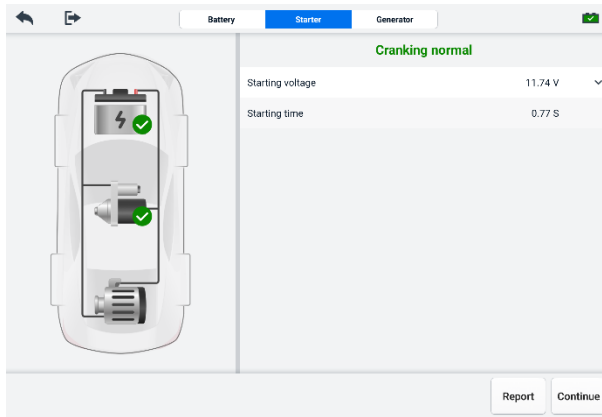 Battery Starter Generator
Cranking normal
Starting voltage 11.74 V
Starting time 0.77 S
Report Continue